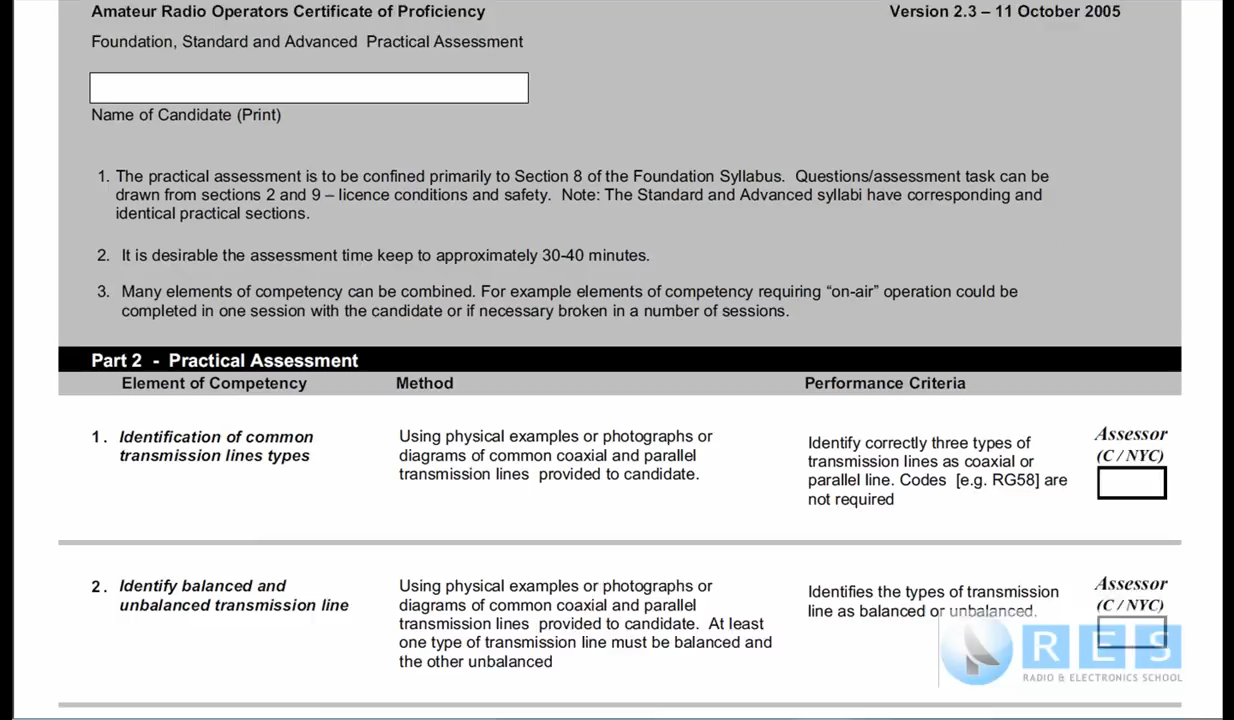 Amateur Radio Operators Certificate of Proficiency
Version 2.3 – 11 October 2005
Foundation, Standard and Advanced Practical Assessment
Name of Candidate (Print)
1. The practical assessment is to be confined primarily to Section 8 of the Foundation Syllabus. Questions/assessment task can be
drawn from sections 2 and 9 – licence conditions and safety. Note: The Standard and Advanced syllabi have corresponding and
identical practical sections.
2. It is desirable the assessment time keep to approximately 30-40 minutes.
3. Many elements of competency can be combined. For example elements of competency requiring “on-air” operation could be
completed in one session with the candidate or if necessary broken in a number of sessions.
Part 2 - Practical Assessment
Element of Competency
Method
Performance Criteria
1. Identification of common
transmission lines types
Using physical examples or photographs or
diagrams of common coaxial and parallel
transmission lines provided to candidate.
Identify correctly three types of
transmission lines as coaxial or
parallel line. Codes [e.g. RG58] are
not required
Assessor
(C / NYC)
2. Identify balanced and
unbalanced transmission line
Using physical examples or photographs or
diagrams of common coaxial and parallel
transmission lines provided to candidate. At least
one type of transmission line must be balanced and
the other unbalanced
Identifies the types of transmission
line as balanced or unbalanced.
Assessor
(C / NYC)
RES
RADIO & ELECTRONICS SCHOOL